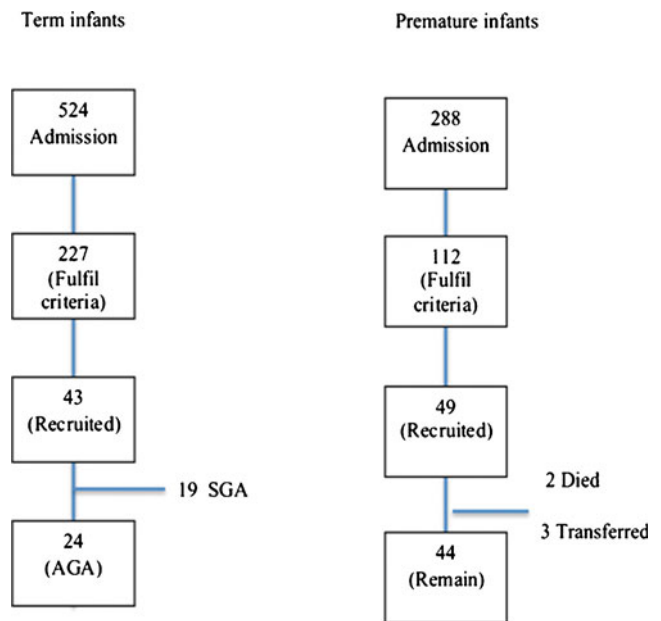 Term infants
524
Admission
227
(Fulfil
criteria)
43
(Recruited)
19 SGA
24
(AGA)
Premature infants
288
Admission
112
(Fulfil
criteria)
49
(Recruited)
2 Died
3 Transferred
44
(Remain)